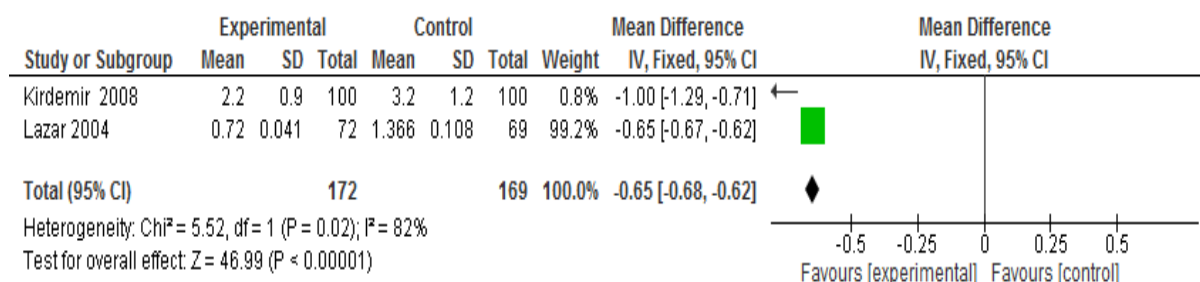 Experimental Control Mean Difference Mean Difference
Study or Subgroup Mean SD Total Mean SD Total Weight IV, Fixed, 95% CI IV, Fixed, 95% CI
Kirdemir 2008 2.2 0.9 100 3.2 1.2 100 0.8% -1.00 [-1.29, -0.71]
Lazar 2004 0.72 0.041 72 1.366 0.108 69 99.2% -0.65 [-0.67, -0.62]
Total (95% CI) 172 169 100.0% -0.65 [-0.68, -0.62]
Heterogeneity: Chi² = 5.52, df = 1 (P = 0.02); I² = 82%
Test for overall effect: Z = 46.99 (P < 0.00001)
-0.5 -0.25 0 0.25 0.5
Favours [experimental] Favours [control]